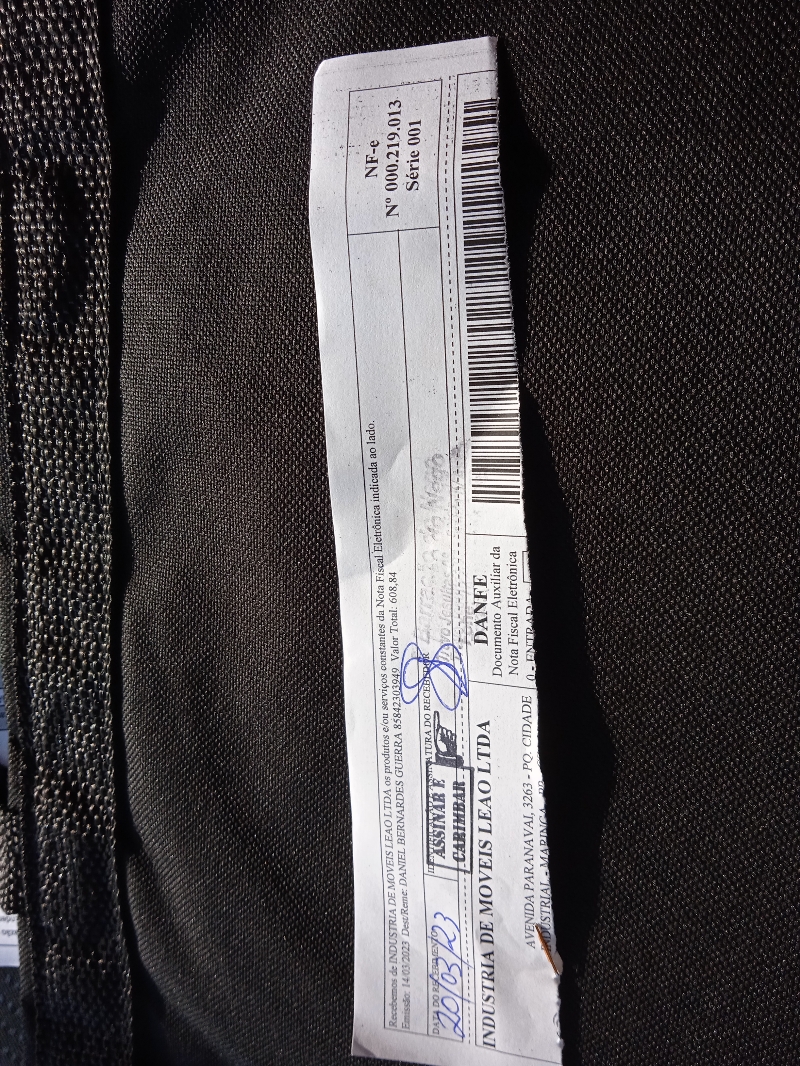 Recebemos de INDUSTRIA DE MOVEIS LEAO LTDA os produtos e/ou serviços constantes da Nota Fiscal Eletrônica indicada ao lado.
Emissão: 14/03/2023 Dest/Reme: DANIEL BERNARDES GUERRA 85842303949 Valor Total: 608,84
NF-e
Nº 000.219.013
Série 001
DATA DO RECEBIMENTO
20/03/23
ASSINATURA DO RECEBEDOR
ASSINAR E
CARIMBAR
INDUSTRIA DE MOVEIS LEAO LTDA
AVENIDA PARANAVAI, 3263 - PQ. CIDADE
INDUSTRIAL - MARINGA
DANFE
Documento Auxiliar da
Nota Fiscal Eletrônica
0 - ENTRADA